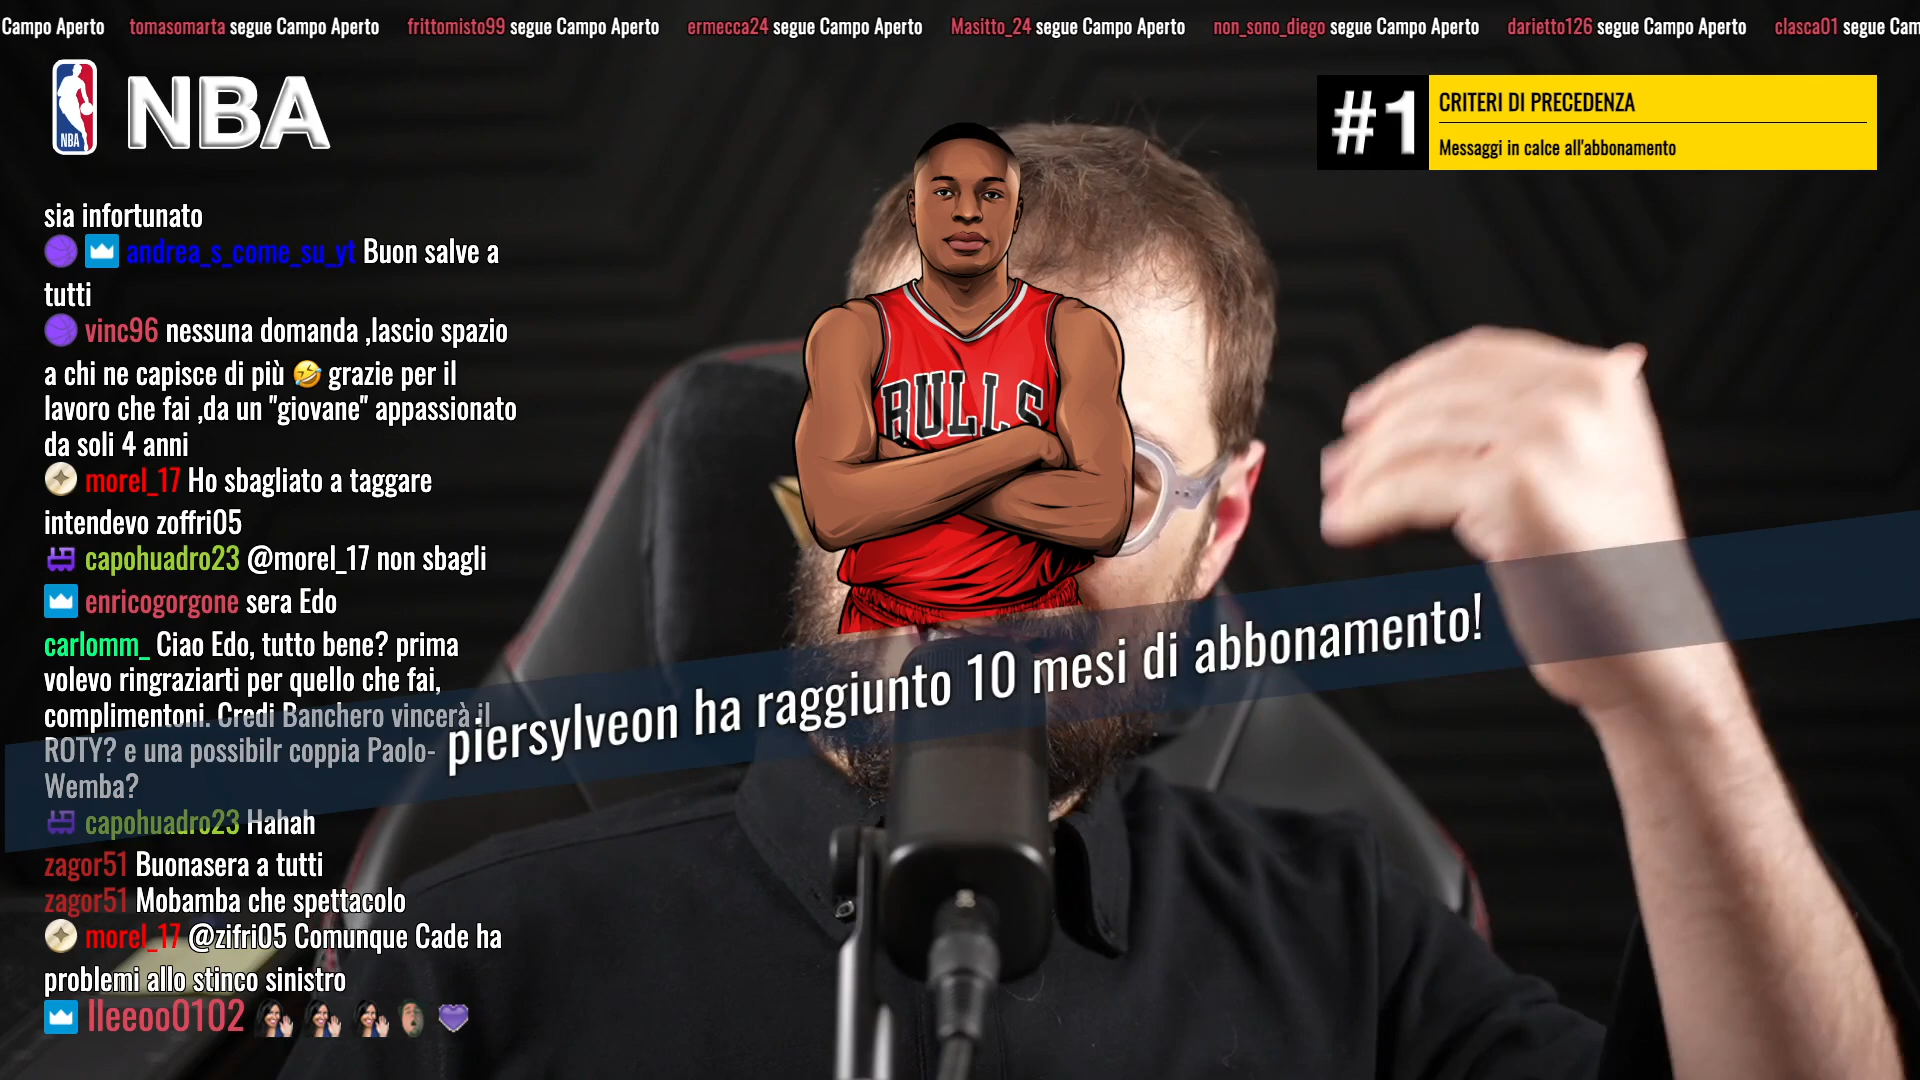 Campo Aperto tomasomarta segue Campo Aperto frittomisto99 segue Campo Aperto ermecca24 segue Campo Aperto Masitto_24 segue Campo Aperto non_sono_diego segue Campo Aperto darietto126 segue Campo Aperto clasca01 segue Cam
NBA
NBA
#1
CRITERI DI PRECEDENZA
Messaggi in calce all'abbonamento
sia infortunato
andrea_s_come_su_yt Buon salve a
tutti
vinc96 nessuna domanda ,lascio spazio
a chi ne capisce di più 🤣 grazie per il
lavoro che fai ,da un "giovane" appassionato
da soli 4 anni
morel_17 Ho sbagliato a taggare
intendevo zoffri05
capohuadro23 @morel_17 non sbagli
enricogorgone sera Edo
carlomm_ Ciao Edo, tutto bene? prima
volevo ringraziarti per quello che fai,
complimentoni. Credi Banchero vincerà il
ROTY? e una possibilr coppia Paolo-
Wemba?
capohuadro23 Hahah
zagor51 Buonasera a tutti
zagor51 Mobamba che spettacolo
morel_17 @zifri05 Comunque Cade ha
problemi allo stinco sinistro
lleeoo0102
BULLS
piersylveon ha raggiunto 10 mesi di abbonamento!